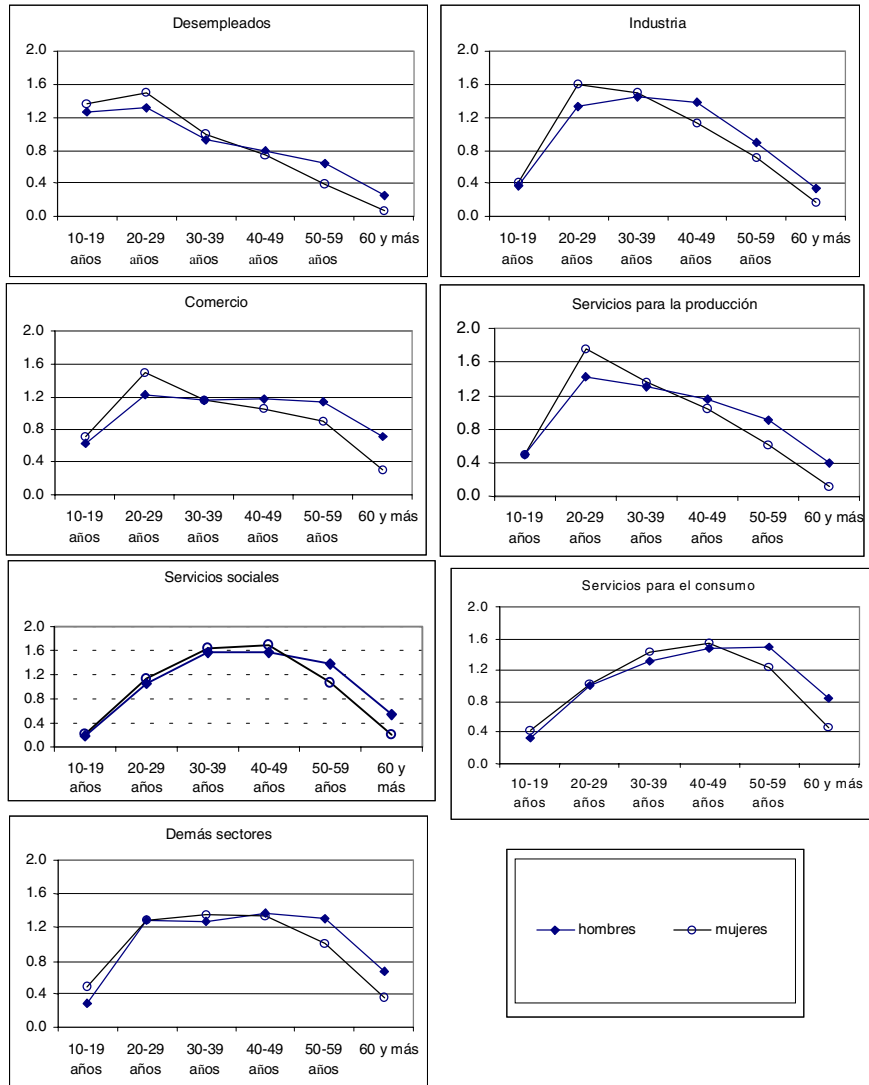 Desempleados
2.0
1.6
1.2
0.8
0.4
0.0
10-19 20-29 30-39 40-49 50-59 60 y más
años años años años años
Industria
2.0
1.6
1.2
0.8
0.4
0.0
10-19 20-29 30-39 40-49 50-59 60 y más
años años años años años
Comercio
2.0
1.6
1.2
0.8
0.4
0.0
10-19 20-29 30-39 40-49 50-59 60 y más
años años años años años
Servicios para la producción
2.0
1.6
1.2
0.8
0.4
0.0
10-19 20-29 30-39 40-49 50-59 60 y más
años años años años años
Servicios sociales
2.0
1.6
1.2
0.8
0.4
0.0
10-19 20-29 30-39 40-49 50-59 60 y
años años años años años más
Servicios para el consumo
2.0
1.6
1.2
0.8
0.4
0.0
10-19 20-29 30-39 40-49 50-59 60 y más
años años años años años
Demás sectores
2.0
1.6
1.2
0.8
0.4
0.0
10-19 20-29 30-39 40-49 50-59 60 y más
años años años años años
hombres mujeres